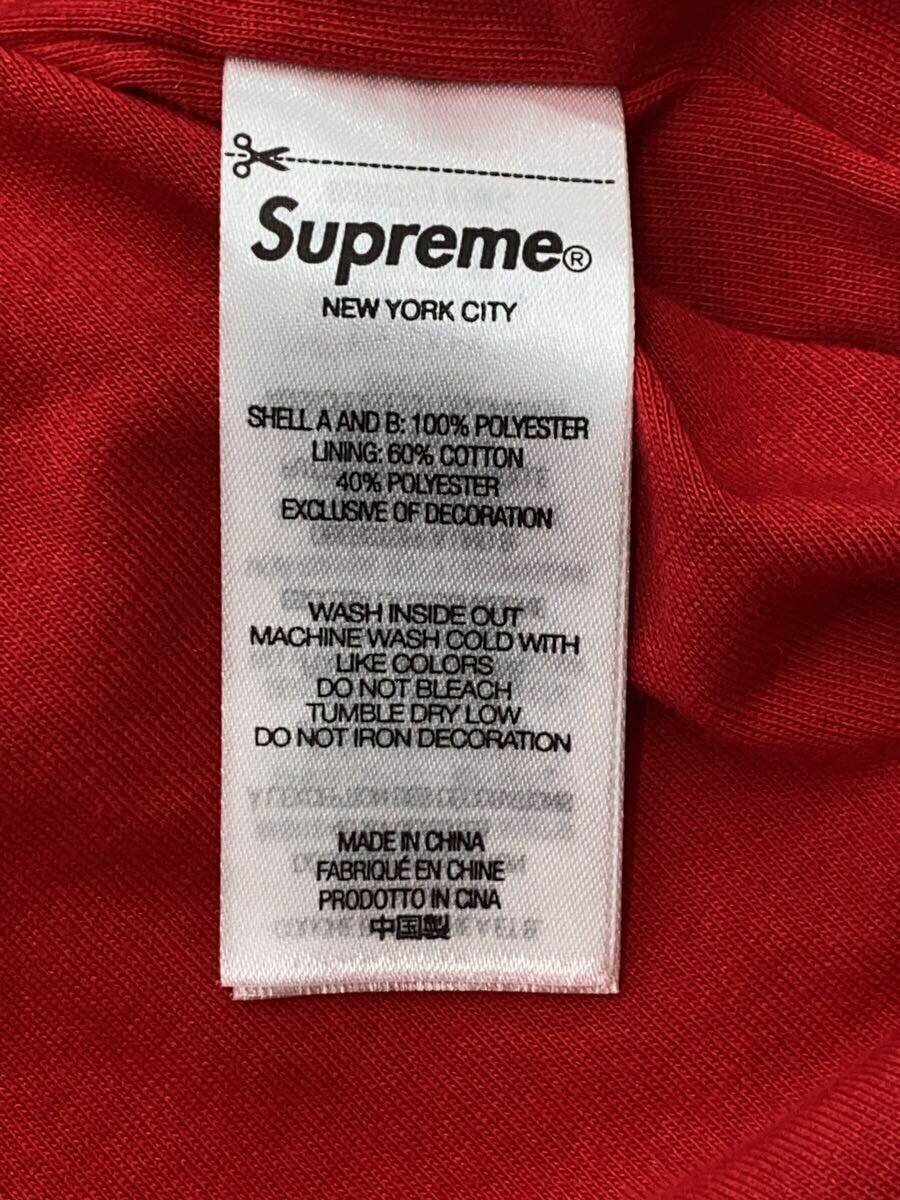 Supreme®
NEW YORK CITY
SHELL A AND B: 100% POLYESTER
LINING: 60% COTTON
40% POLYESTER
EXCLUSIVE OF DECORATION
WASH INSIDE OUT
MACHINE WASH COLD WITH
LIKE COLORS
DO NOT BLEACH
TUMBLE DRY LOW
DO NOT IRON DECORATION
MADE IN CHINA
FABRIQUÉ EN CHINE
PRODOTTO IN CINA
中国製